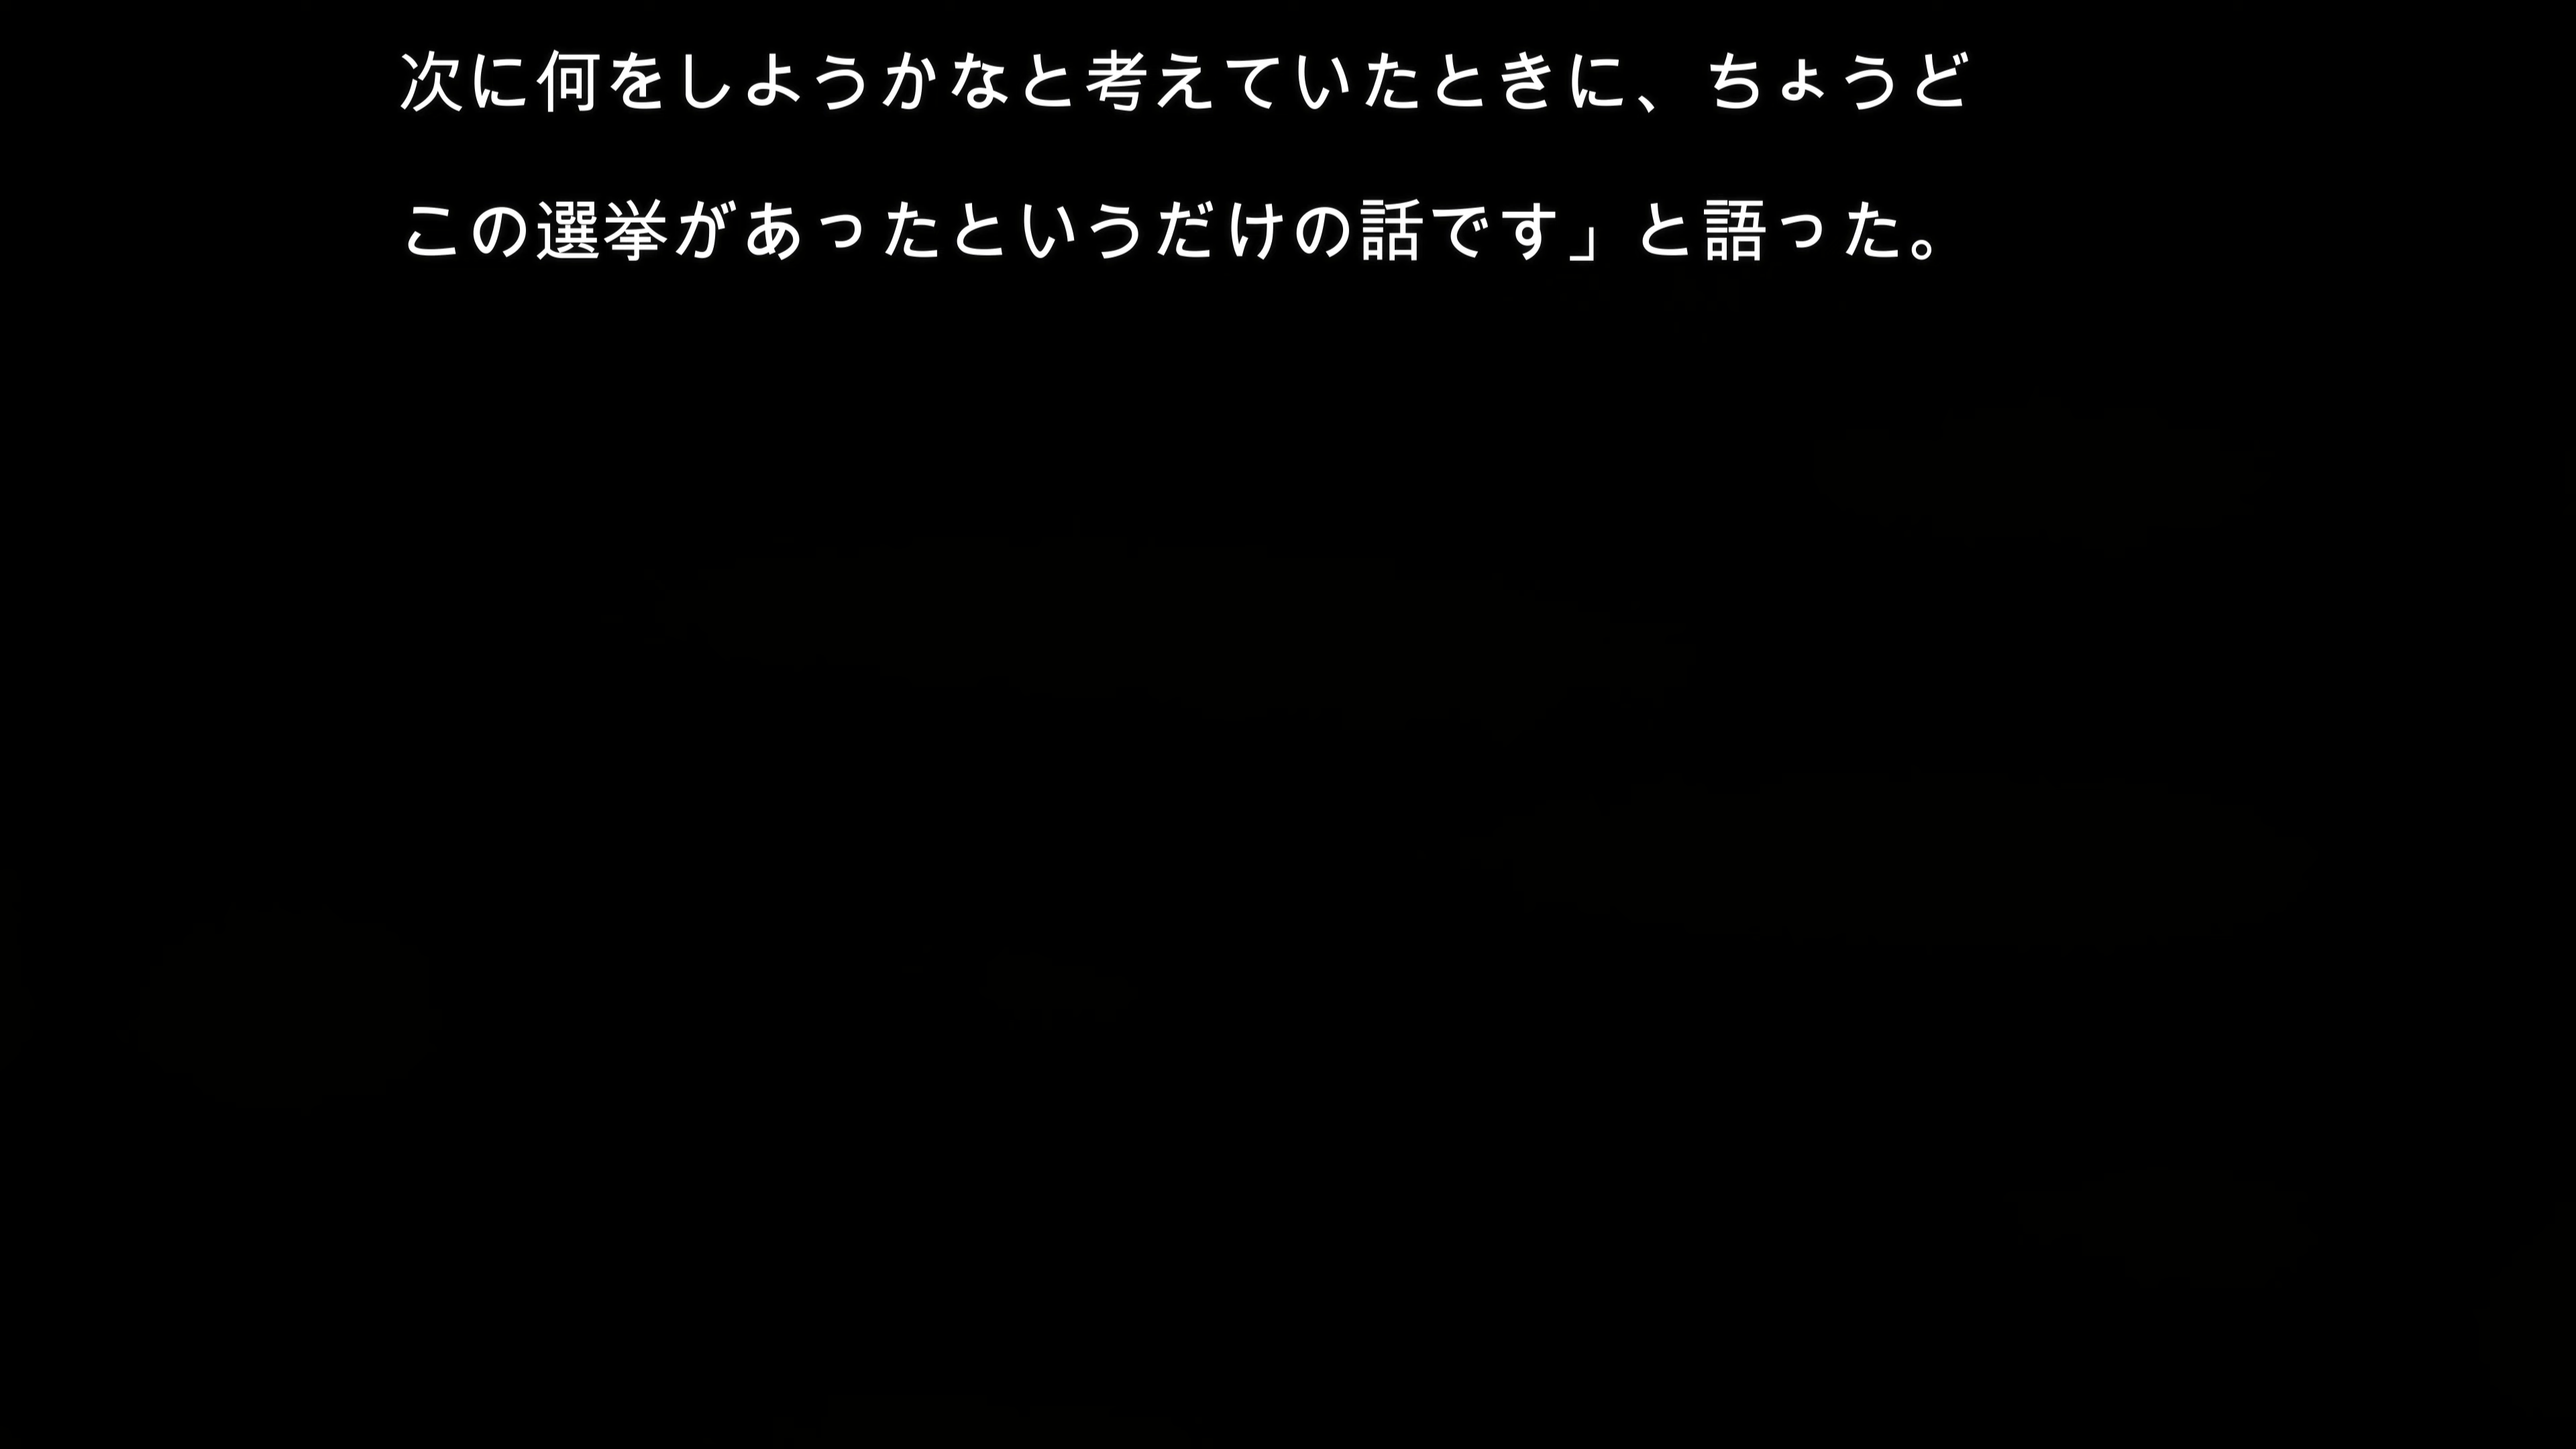 次に何をしようかなと考えていたときに、ちょうど
この選挙があったというだけの話です」と語った。